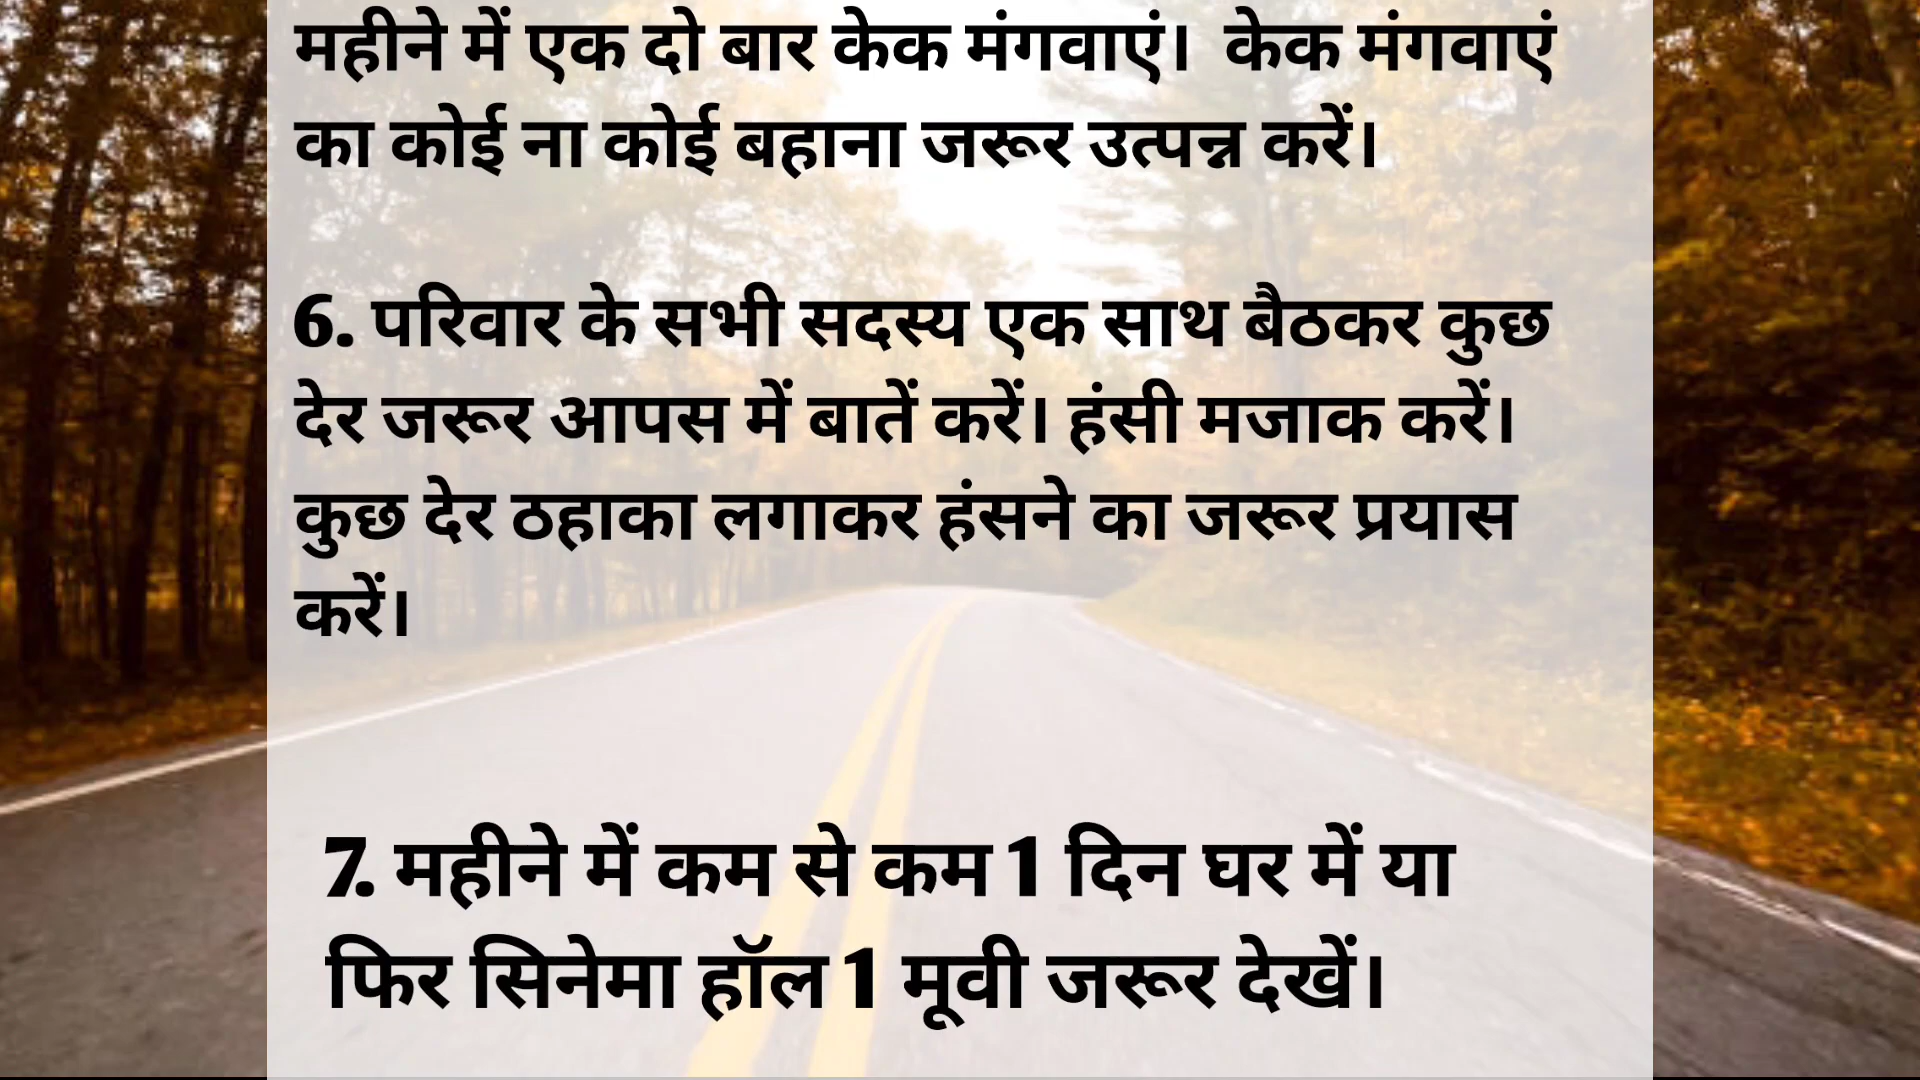 महीने में एक दो बार केक मंगवाएं।  केक मंगवाएं
का कोई ना कोई बहाना जरूर उत्पन्न करें।
6. परिवार के सभी सदस्य एक साथ बैठकर कुछ
देर जरूर आपस में बातें करें। हंसी मजाक करें।
कुछ देर ठहाका लगाकर हंसने का जरूर प्रयास
करें।
7. महीने में कम से कम 1 दिन घर में या
फिर सिनेमा हॉल 1 मूवी जरूर देखें।